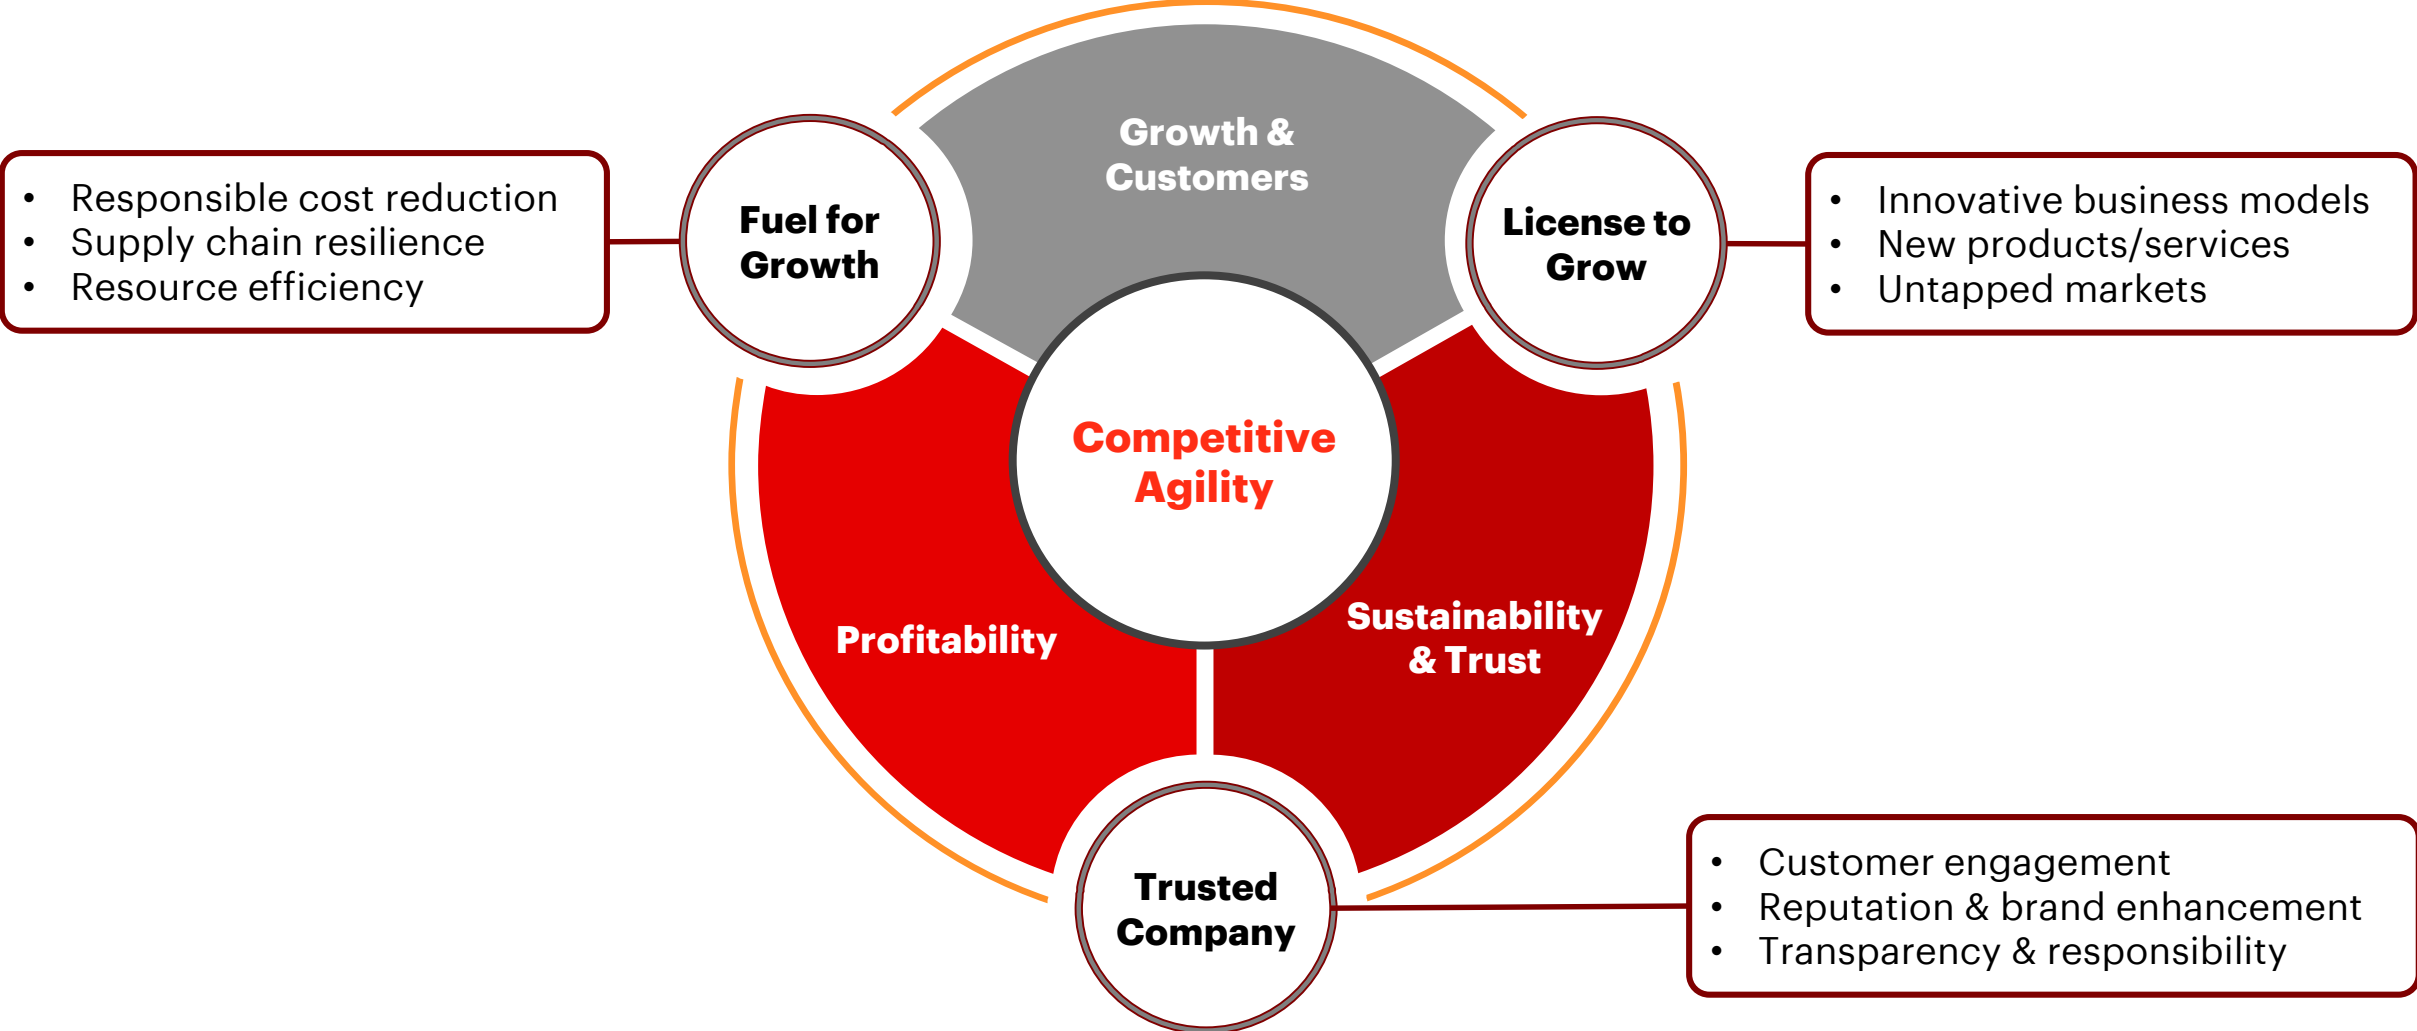 Growth &
Customers
Fuel for
Growth
• Responsible cost reduction
• Supply chain resilience
• Resource efficiency
License to
Grow
• Innovative business models
• New products/services
• Untapped markets
Competitive
Agility
Profitability
Sustainability
& Trust
Trusted
Company
• Customer engagement
• Reputation & brand enhancement
• Transparency & responsibility